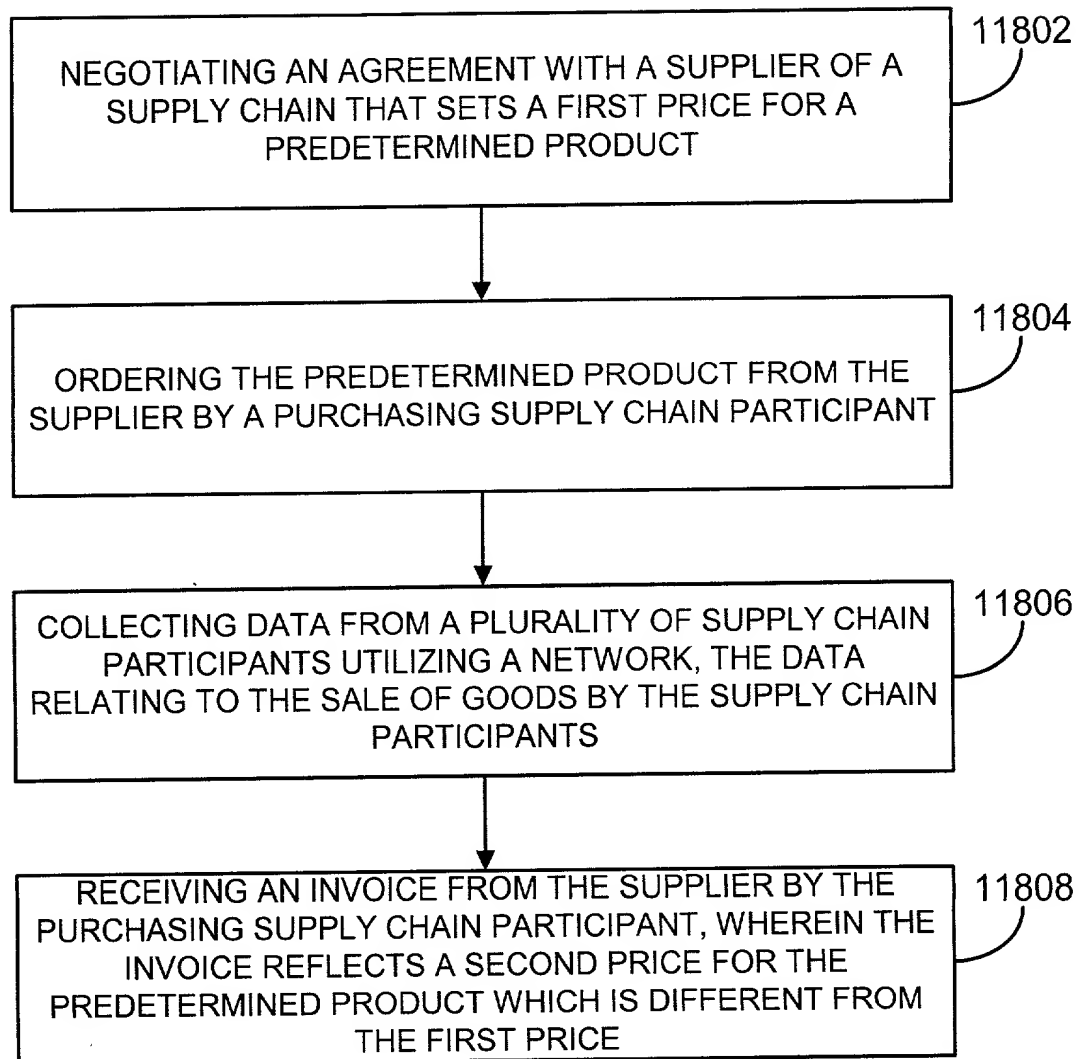 11802
NEGOTIATING AN AGREEMENT WITH A SUPPLIER OF A
SUPPLY CHAIN THAT SETS A FIRST PRICE FOR A
PREDETERMINED PRODUCT
11804
ORDERING THE PREDETERMINED PRODUCT FROM THE
SUPPLIER BY A PURCHASING SUPPLY CHAIN PARTICIPANT
11806
COLLECTING DATA FROM A PLURALITY OF SUPPLY CHAIN
PARTICIPANTS UTILIZING A NETWORK, THE DATA
RELATING TO THE SALE OF GOODS BY THE SUPPLY CHAIN
PARTICIPANTS
11808
RECEIVING AN INVOICE FROM THE SUPPLIER BY THE
PURCHASING SUPPLY CHAIN PARTICIPANT, WHEREIN THE
INVOICE REFLECTS A SECOND PRICE FOR THE
PREDETERMINED PRODUCT WHICH IS DIFFERENT FROM
THE FIRST PRICE